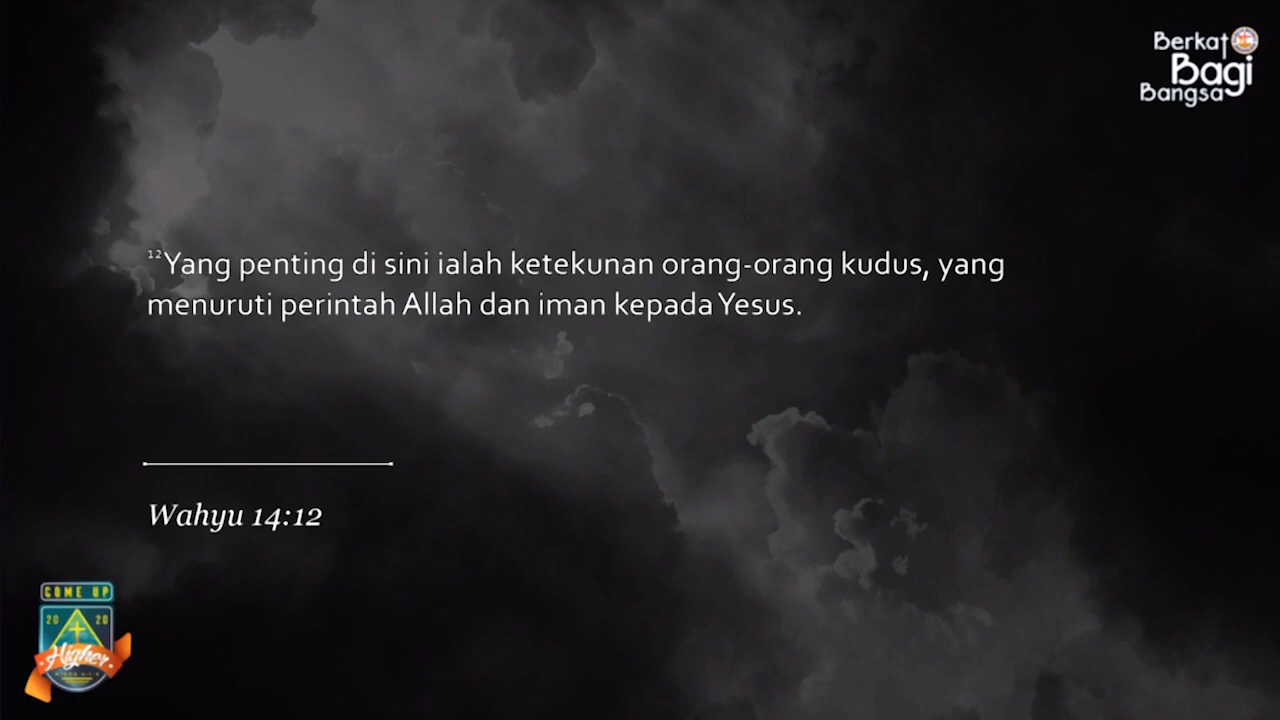 Berkat
Bagi
Bangsa
12Yang penting di sini ialah ketekunan orang-orang kudus, yang
menuruti perintah Allah dan iman kepada Yesus.
Wahyu 14:12
COME UP
20 20
Higher